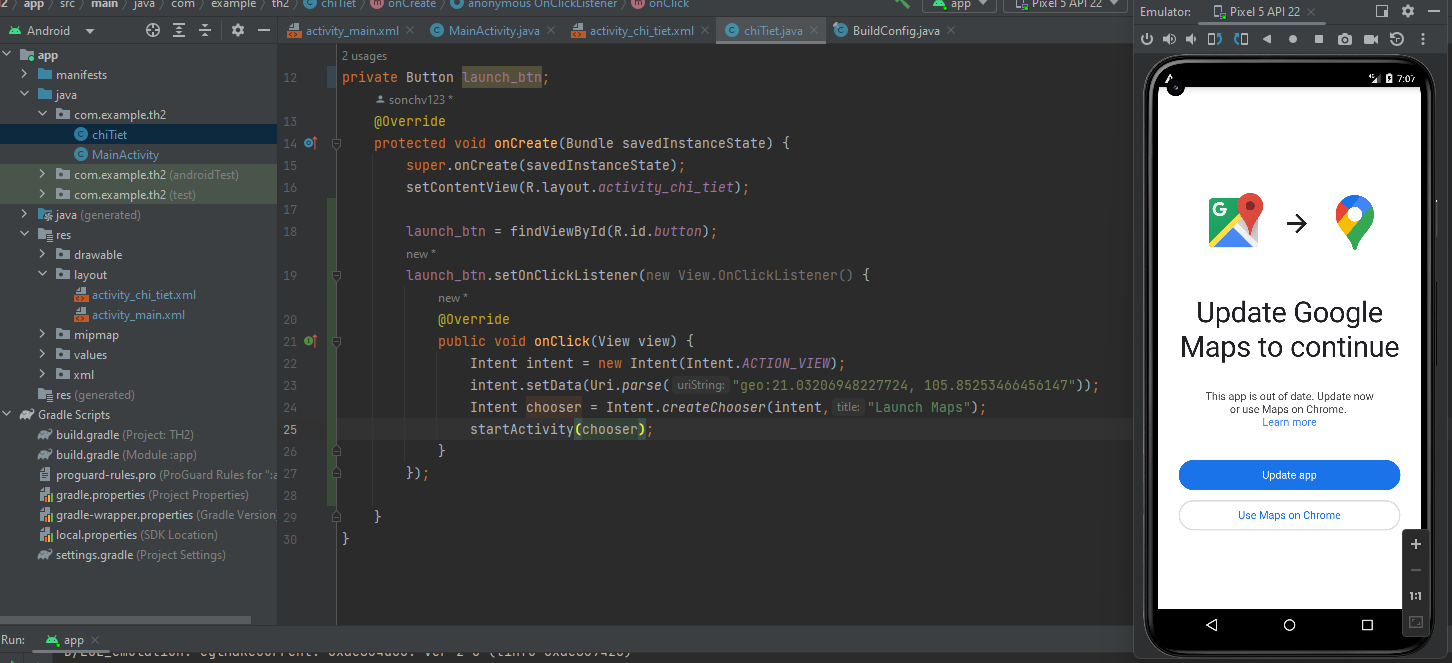 app
src
main
java
com
example
th2
chiTiet
onCreate
anonymous OnClickListener
onClick
app
Pixel 5 API 22
Emulator:
Pixel 5 API 22
Android
activity_main.xml
MainActivity.java
activity_chi_tiet.xml
chiTiet.java
BuildConfig.java
app
manifests
java
com.example.th2
chiTiet
MainActivity
com.example.th2 (androidTest)
com.example.th2 (test)
java (generated)
res
drawable
layout
activity_chi_tiet.xml
activity_main.xml
mipmap
values
xml
res (generated)
Gradle Scripts
build.gradle (Project: TH2)
build.gradle (Module :app)
proguard-rules.pro (ProGuard Rules for ":a
gradle.properties (Project Properties)
gradle-wrapper.properties (Gradle Version
local.properties (SDK Location)
settings.gradle (Project Settings)
2 usages
12 private Button launch_btn;
sonchv123 *
13 @Override
14 protected void onCreate(Bundle savedInstanceState) {
15 super.onCreate(savedInstanceState);
16 setContentView(R.layout.activity_chi_tiet);
17
18 launch_btn = findViewById(R.id.button);
new *
19 launch_btn.setOnClickListener(new View.OnClickListener() {
new *
20 @Override
21 public void onClick(View view) {
22 Intent intent = new Intent(Intent.ACTION_VIEW);
23 intent.setData(Uri.parse( uriString: "geo:21.03206948227724, 105.85253466456147"));
24 Intent chooser = Intent.createChooser(intent, title: "Launch Maps");
25 startActivity(chooser);
26 }
27 });
28
29 }
30 }
7:07
G
Update Google
Maps to continue
This app is out of date. Update now
or use Maps on Chrome.
Learn more
Update app
Use Maps on Chrome
1:1
Run:
app